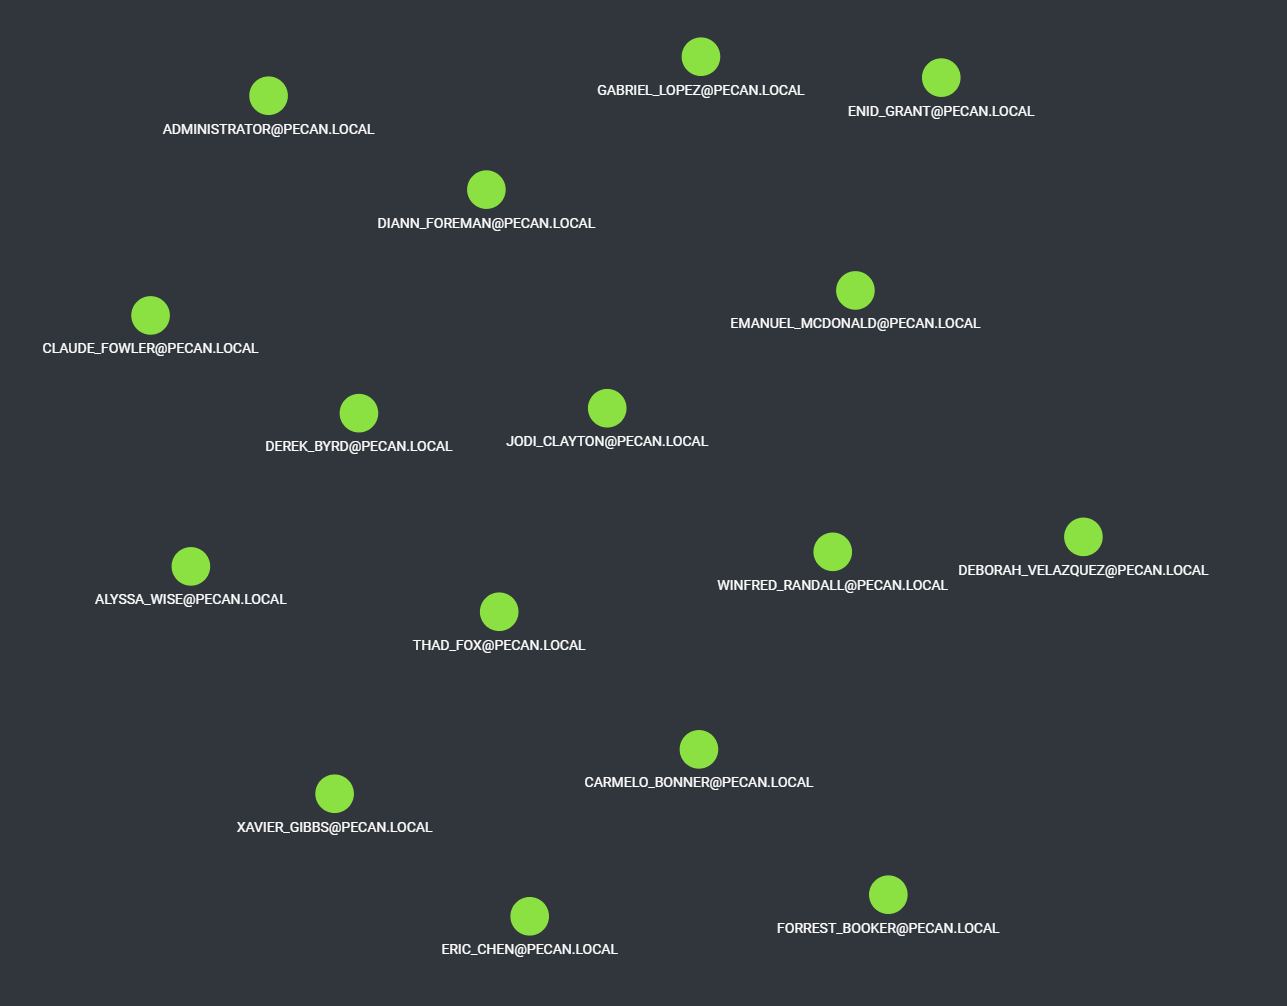 GABRIEL_LOPEZ@PECAN.LOCAL
ENID_GRANT@PECAN.LOCAL
ADMINISTRATOR@PECAN.LOCAL
DIANN_FOREMAN@PECAN.LOCAL
EMANUEL_MCDONALD@PECAN.LOCAL
CLAUDE_FOWLER@PECAN.LOCAL
DEREK_BYRD@PECAN.LOCAL
JODI_CLAYTON@PECAN.LOCAL
DEBORAH_VELAZQUEZ@PECAN.LOCAL
WINFRED_RANDALL@PECAN.LOCAL
ALYSSA_WISE@PECAN.LOCAL
THAD_FOX@PECAN.LOCAL
CARMELO_BONNER@PECAN.LOCAL
XAVIER_GIBBS@PECAN.LOCAL
FORREST_BOOKER@PECAN.LOCAL
ERIC_CHEN@PECAN.LOCAL